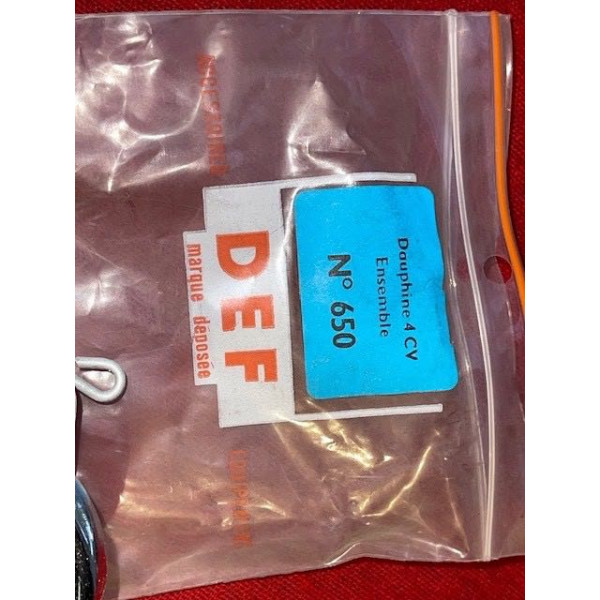 Dauphine 4 CV
Ensemble
N° 650
DEF
marque déposée